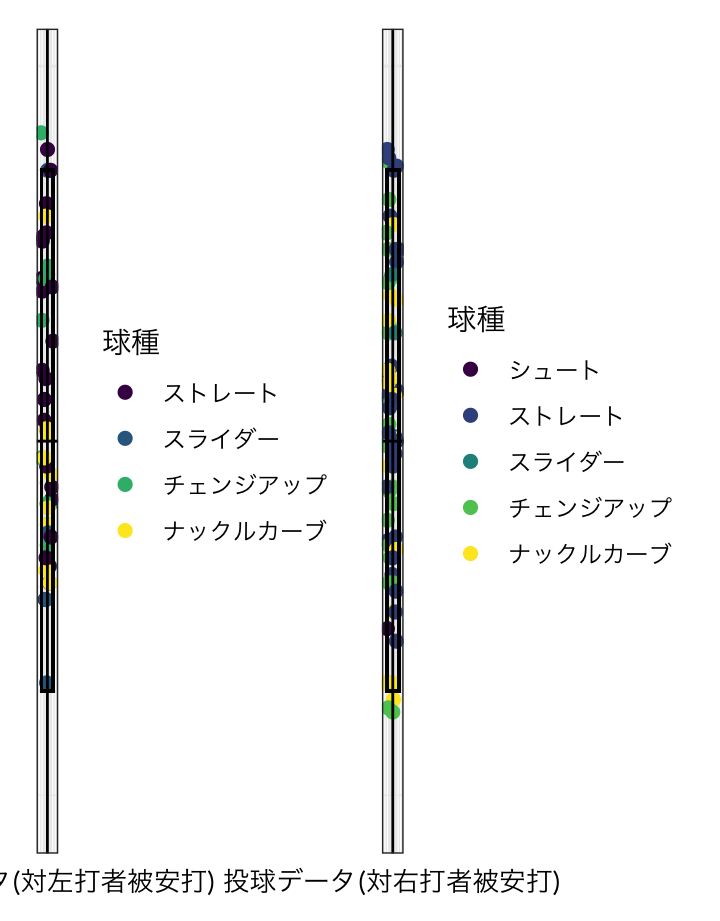 球種
ストレート
スライダー
チェンジアップ
ナックルカーブ
球種
シュート
ストレート
スライダー
チェンジアップ
ナックルカーブ
タ(対左打者被安打) 投球データ(対右打者被安打)